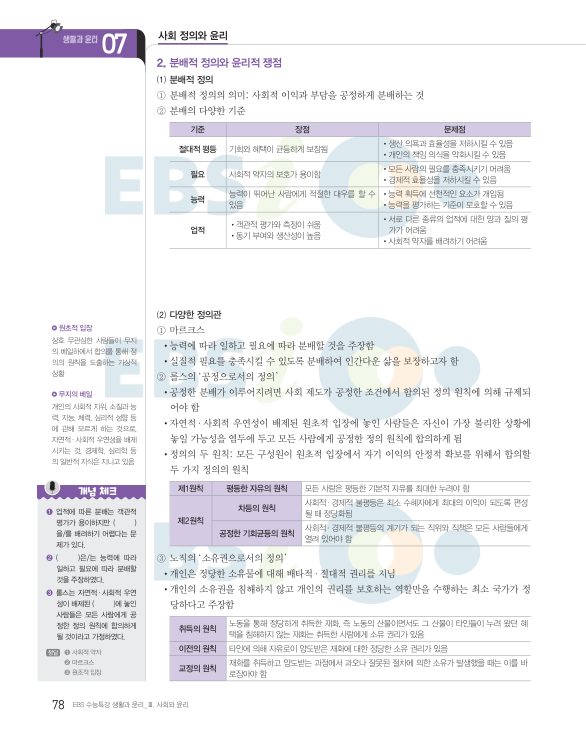 생활과 윤리 07
사회 정의와 윤리
2. 분배적 정의와 윤리적 쟁점
(1) 분배적 정의
① 분배적 정의의 의미: 사회적 이익과 부담을 공정하게 분배하는 것
② 분배의 다양한 기준
기준 장점 문제점
절대적 평등 기회와 혜택이 균등하게 보장됨
• 생산 의욕과 효율성을 저하시킬 수 있음
• 개인의 책임 의식을 약화시킬 수 있음
필요 사회적 약자의 보호가 용이함
• 모든 사람의 필요를 충족시키기 어려움
• 경제적 효율성을 저하시킬 수 있음
능력
능력이 뛰어난 사람에게 적절한 대우를 할 수
있음
• 능력 획득에 선천적인 요소가 개입됨
• 능력을 평가하는 기준이 모호할 수 있음
업적
• 객관적 평가와 측정이 쉬움
• 동기 부여와 생산성이 높음
• 서로 다른 종류의 업적에 대한 양과 질의 평
가가 어려움
• 사회적 약자를 배려하기 어려움
(2) 다양한 정의관
① 마르크스
• 능력에 따라 일하고 필요에 따라 분배할 것을 주장함
• 실질적 필요를 충족시킬 수 있도록 분배하여 인간다운 삶을 보장하고자 함
② 롤스의 ‘공정으로서의 정의’
• 공정한 분배가 이루어지려면 사회 제도가 공정한 조건에서 합의된 정의 원칙에 의해 규제되
어야 함
• 자연적·사회적 우연성이 배제된 원초적 입장에 놓인 사람들은 자신이 가장 불리한 상황에
놓일 가능성을 염두에 두고 모든 사람에게 공정한 정의 원칙에 합의하게 됨
• 정의의 두 원칙: 모든 구성원이 원초적 입장에서 자기 이익의 안정적 확보를 위해서 합의할
두 가지 정의의 원칙
제1원칙 평등한 자유의 원칙 모든 사람은 평등한 기본적 자유를 최대한 누려야 함
제2원칙
차등의 원칙
사회적·경제적 불평등은 최소 수혜자에게 최대의 이익이 되도록 편성
될 때 정당화됨
공정한 기회균등의 원칙
사회적·경제적 불평등의 계기가 되는 직위와 직책은 모든 사람들에게
열려 있어야 함
③ 노직의 ‘소유권으로서의 정의’
• 개인은 정당한 소유물에 대해 배타적·절대적 권리를 지님
• 개인의 소유권을 침해하지 않고 개인의 권리를 보호하는 역할만을 수행하는 최소 국가가 정
당하다고 주장함
취득의 원칙
노동을 통해 정당하게 취득한 재화, 즉 노동의 산물이면서도 그 산물이 타인들이 누려 왔던 혜
택을 침해하지 않는 재화는 취득한 사람에게 소유 권리가 있음
이전의 원칙 타인에 의해 자유로이 양도받은 재화에 대한 정당한 소유 권리가 있음
교정의 원칙
재화를 취득하고 양도받는 과정에서 과오나 잘못된 절차에 의한 소유가 발생했을 때는 이를 바
로잡아야 함
원초적 입장
상호 무관심한 사람들이 무지
의 베일하에서 합의를 통해 정
의의 원칙을 도출하는 가상적
상황
무지의 베일
개인의 사회적 지위, 소질과 능
력, 지능, 체력, 심리적 성향 등
에 관해 모르게 하는 것으로,
자연적·사회적 우연성을 배제
시키는 것. 경제학, 심리학 등
의 일반적 지식은 지니고 있음
개념 체크
❶ 업적에 따른 분배는 객관적
평가가 용이하지만 ( )
을/를 배려하기 어렵다는 문
제가 있다.
❷ ( )은/는 능력에 따라
일하고 필요에 따라 분배할
것을 주장하였다.
❸ 롤스는 자연적·사회적 우연
성이 배제된 ( )에 놓인
사람들은 모든 사람에게 공
정한 정의 원칙에 합의하게
될 것이라고 가정하였다.
정답 ❶ 사회적 약자
❷ 마르크스
❸ 원초적 입장
78 EBS 수능특강 생활과 윤리_ Ⅲ. 사회와 윤리
EBSi
EBSi
EBSi